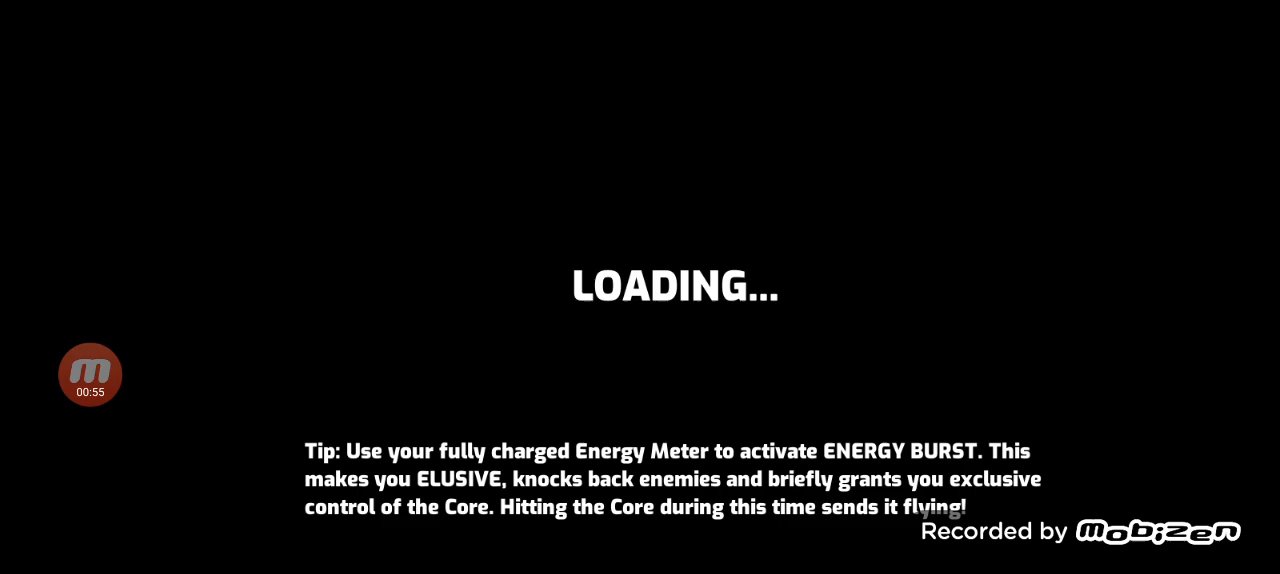 LOADING...
00:55
Tip: Use your fully charged Energy Meter to activate ENERGY BURST. This
makes you ELUSIVE, knocks back enemies and briefly grants you exclusive
control of the Core. Hitting the Core during this time sends it flying!
Recorded by mobizen